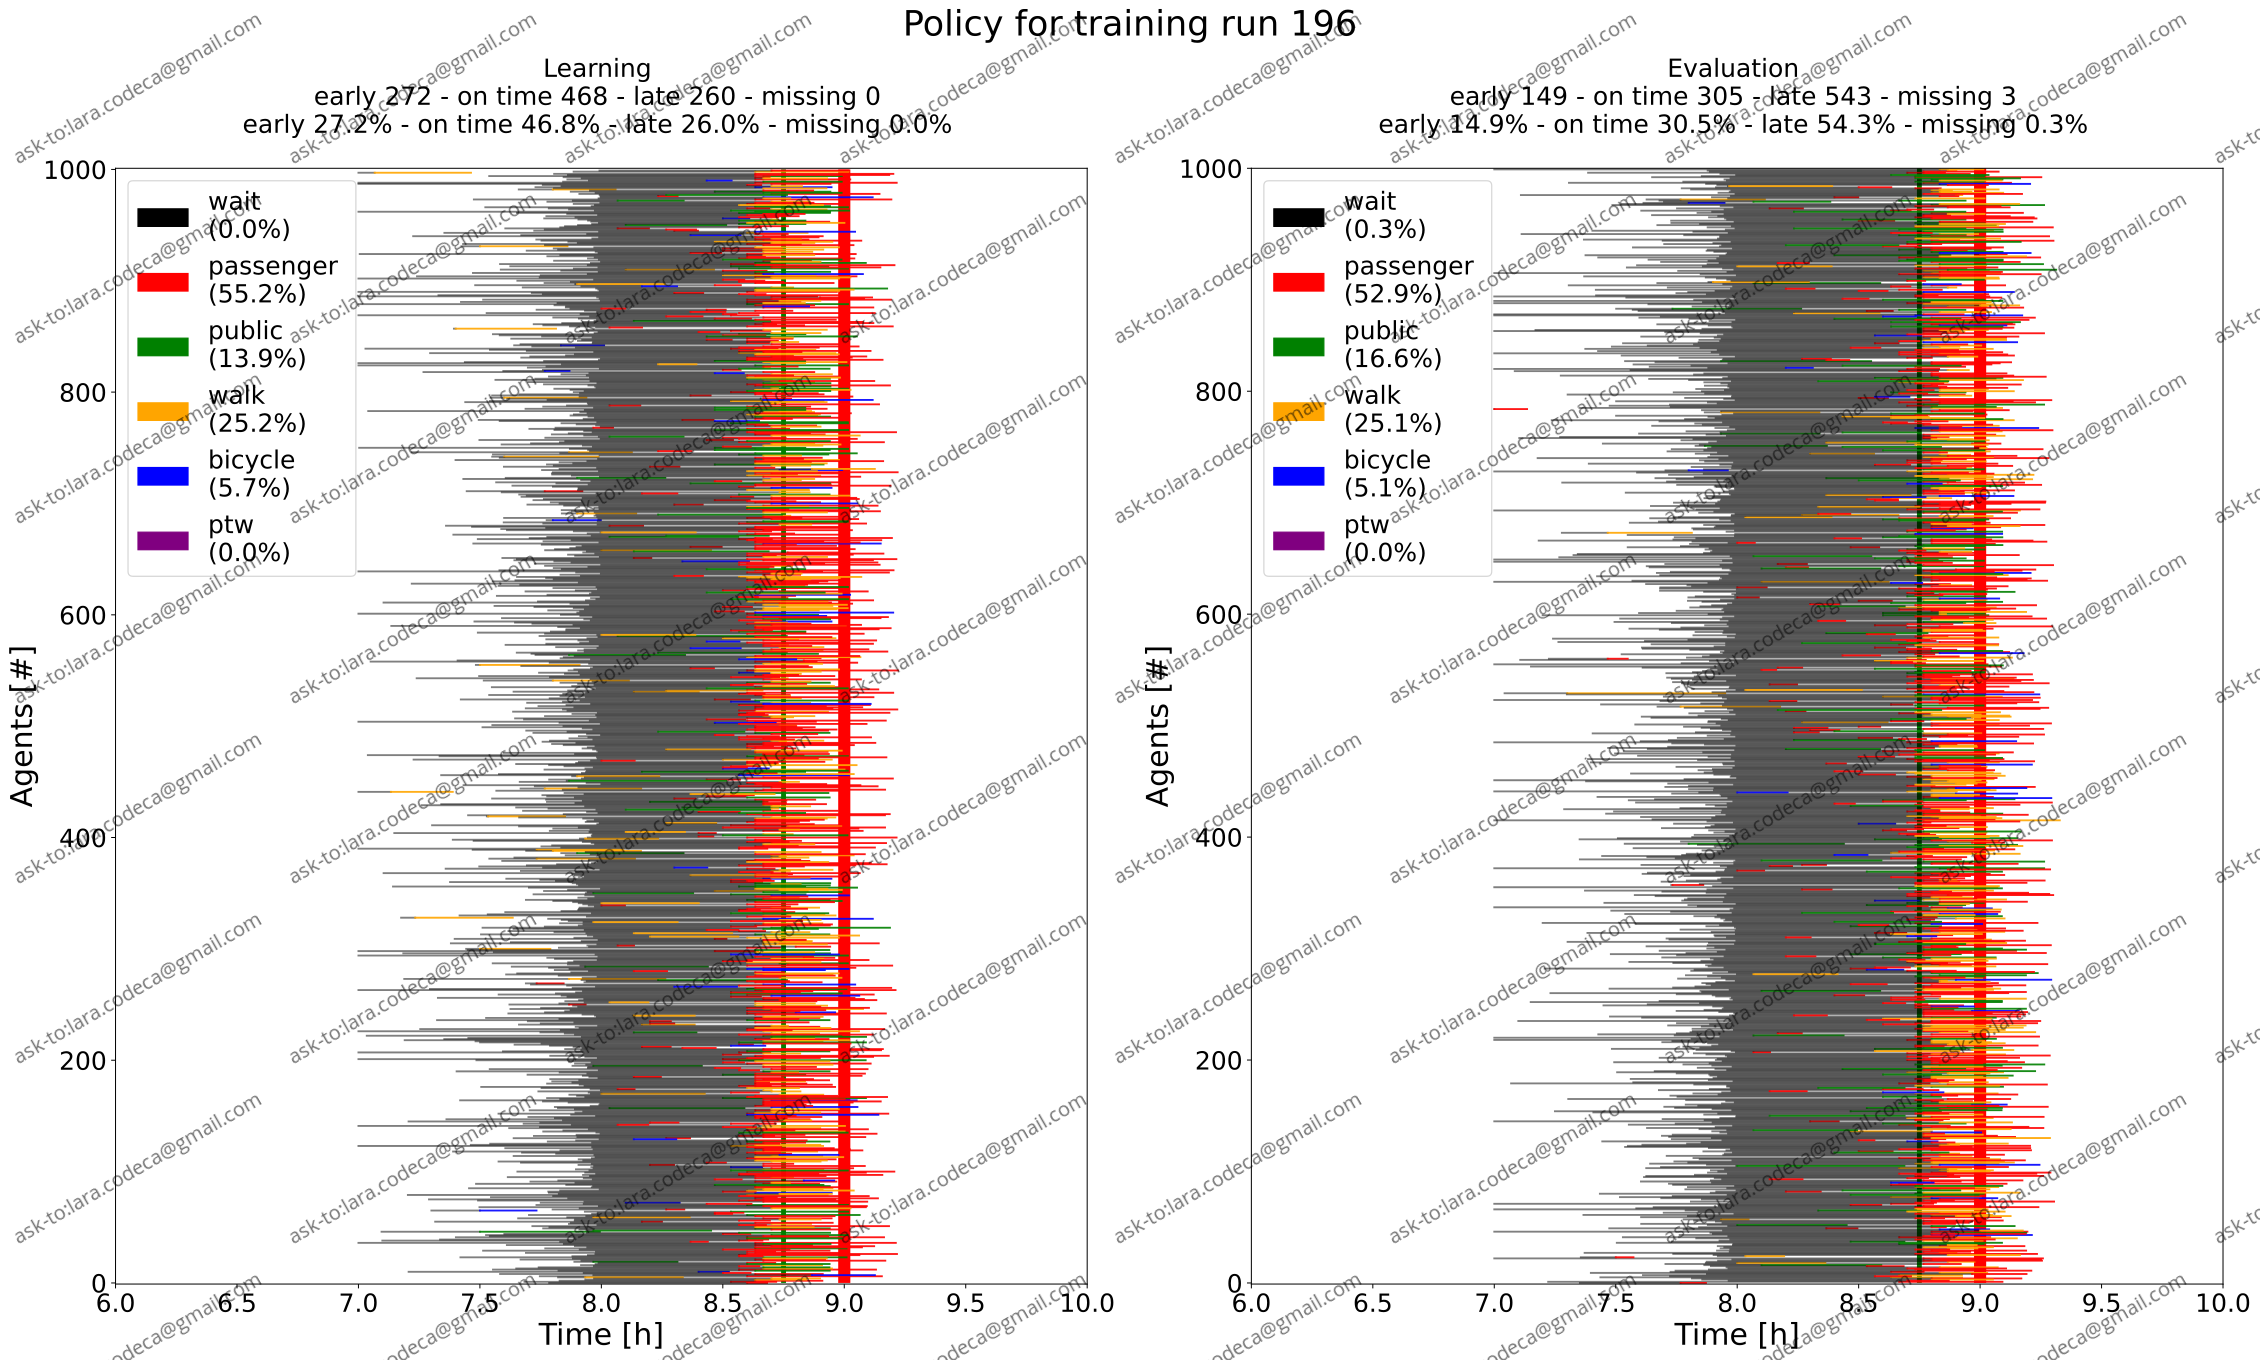 Policy for training run 196
Learning
early 272 - on time 468 - late 260 - missing 0
early 27.2% - on time 46.8% - late 26.0% - missing 0.0%
1000
800
600
400
200
0
Agents [#]
wait
(0.0%)
passenger
(55.2%)
public
(13.9%)
walk
(25.2%)
bicycle
(5.7%)
ptw
(0.0%)
6.0 6.5 7.0 7.5 8.0 8.5 9.0 9.5 10.0
Time [h]
Evaluation
early 149 - on time 305 - late 543 - missing 3
early 14.9% - on time 30.5% - late 54.3% - missing 0.3%
1000
800
600
400
200
0
Agents [#]
wait
(0.3%)
passenger
(52.9%)
public
(16.6%)
walk
(25.1%)
bicycle
(5.1%)
ptw
(0.0%)
6.0 6.5 7.0 7.5 8.0 8.5 9.0 9.5 10.0
Time [h]
ask-to:lara.codeca@gmail.com